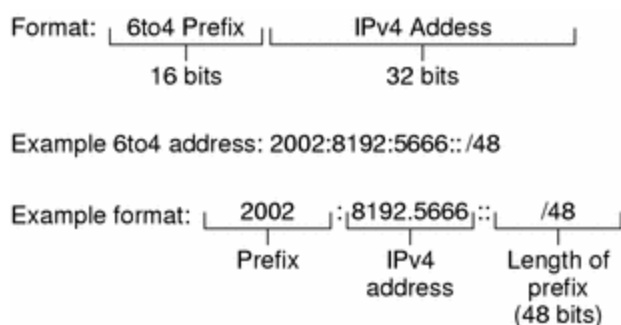 Format: 6to4 Prefix IPv4 Addess
16 bits 32 bits
Example 6to4 address: 2002:8192:5666:: /48
Example format: 2002 : 8192.5666 :: /48
Prefix IPv4 Length of
address prefix
(48 bits)